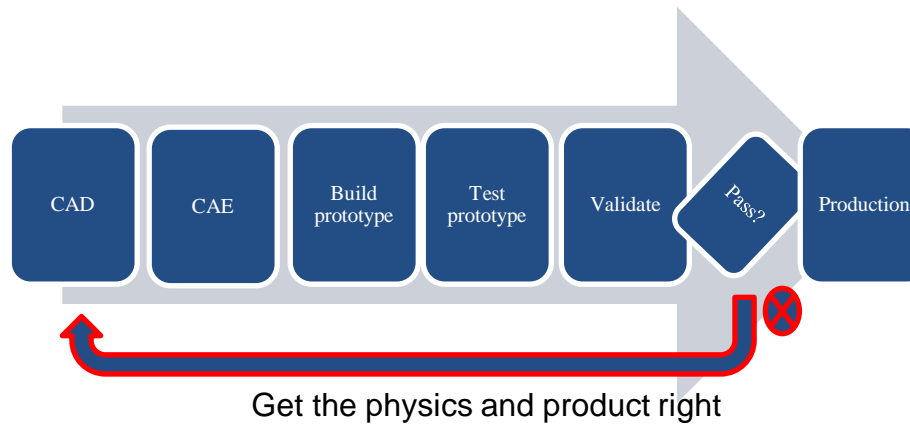 CAD
CAE
Build
prototype
Test
prototype
Validate
Pass?
Production
Get the physics and product right